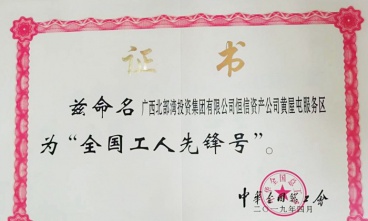 证书
兹命名广西北部湾投资集团有限公司恒信资产公司黄屋屯服务区
为“全国工人先锋号”。
中华全国总工会
二〇一九年四月